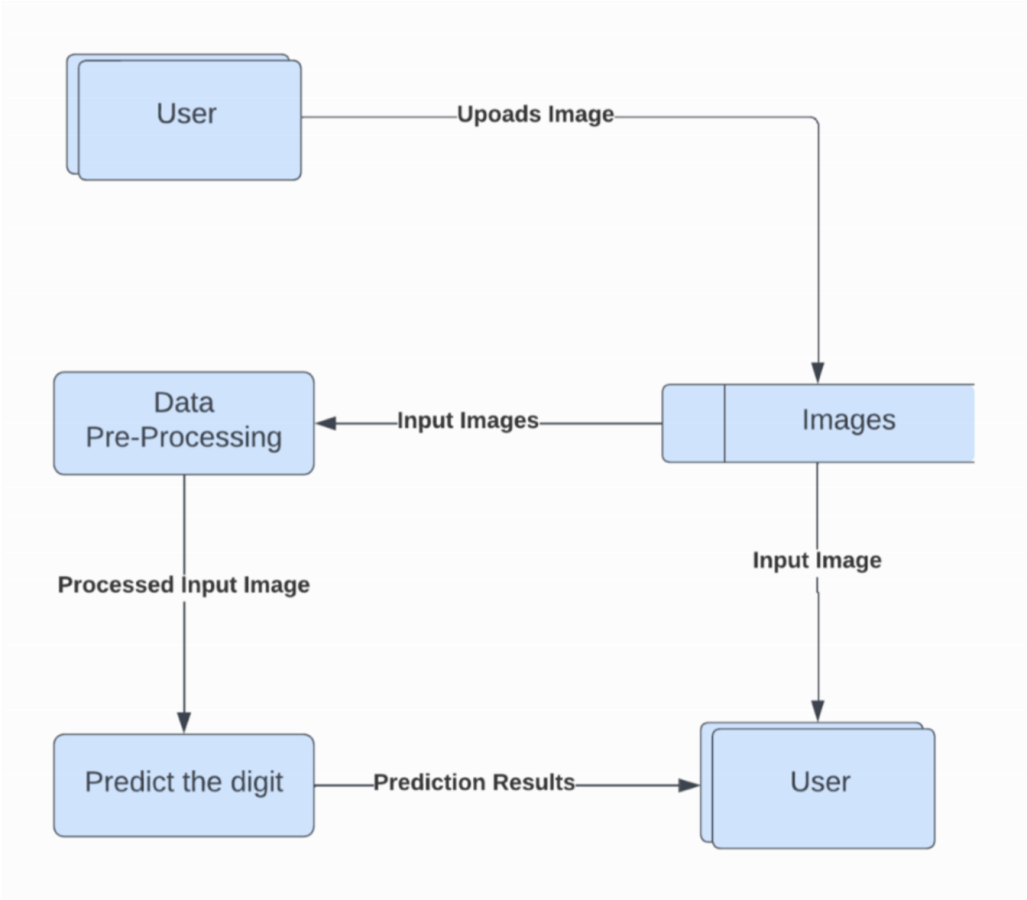 User
Upoads Image
Data
Pre-Processing
Input Images
Images
Processed Input Image
Input Image
Predict the digit
Prediction Results
User